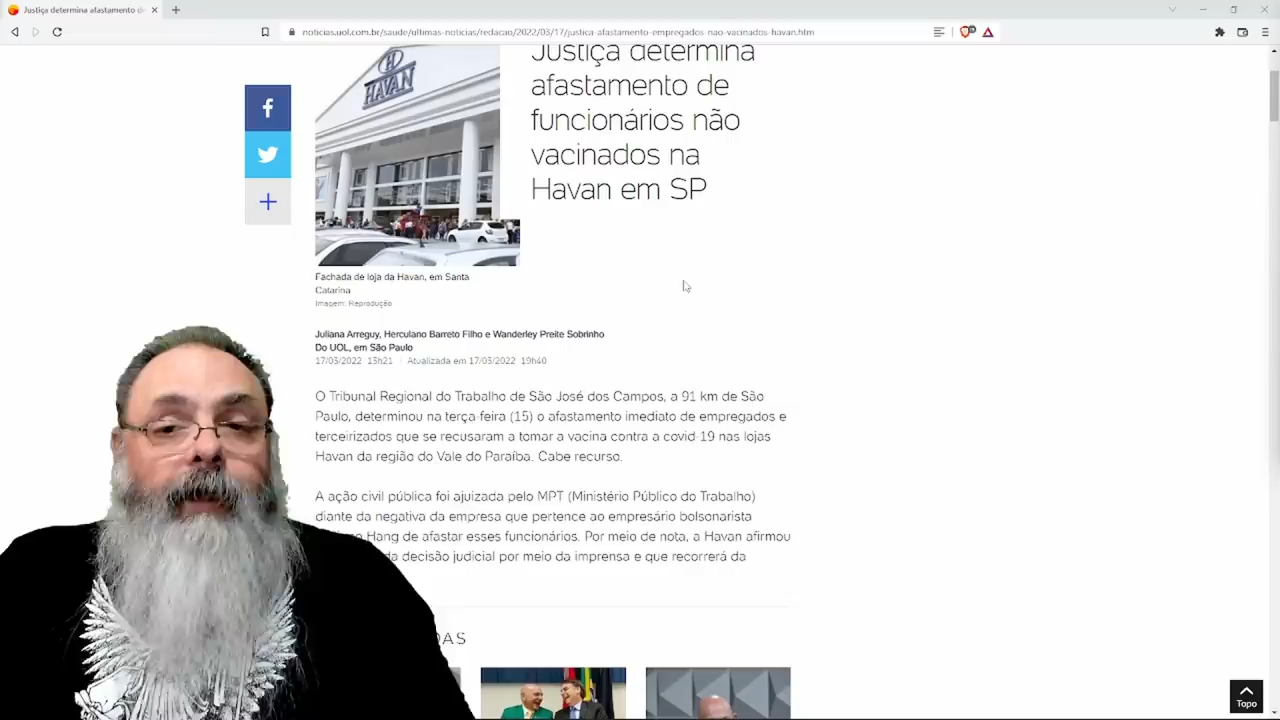 Justiça determina afastamento de
noticias.uol.com.br/saude/ultimas-noticias/redacao/2022/03/17/justica-afastamento-empregados-nao-vacinados-havan.htm
HAVAN
Justiça determina
afastamento de
funcionários não
vacinados na
Havan em SP
Fachada de loja da Havan, em Santa
Catarina
Imagem: Reprodução
Juliana Arreguy, Herculano Barreto Filho e Wanderley Preite Sobrinho
Do UOL, em São Paulo
17/03/2022 13h21 Atualizada em 17/03/2022 19h40
O Tribunal Regional do Trabalho de São José dos Campos, a 91 km de São
Paulo, determinou na terça-feira (15) o afastamento imediato de empregados e
terceirizados que se recusaram a tomar a vacina contra a covid-19 nas lojas
Havan da região do Vale do Paraíba. Cabe recurso.
A ação civil pública foi ajuizada pelo MPT (Ministério Público do Trabalho)
diante da negativa da empresa que pertence ao empresário bolsonarista
Hang de afastar esses funcionários. Por meio de nota, a Havan afirmou
da decisão judicial por meio da imprensa e que recorrerá da
Topo